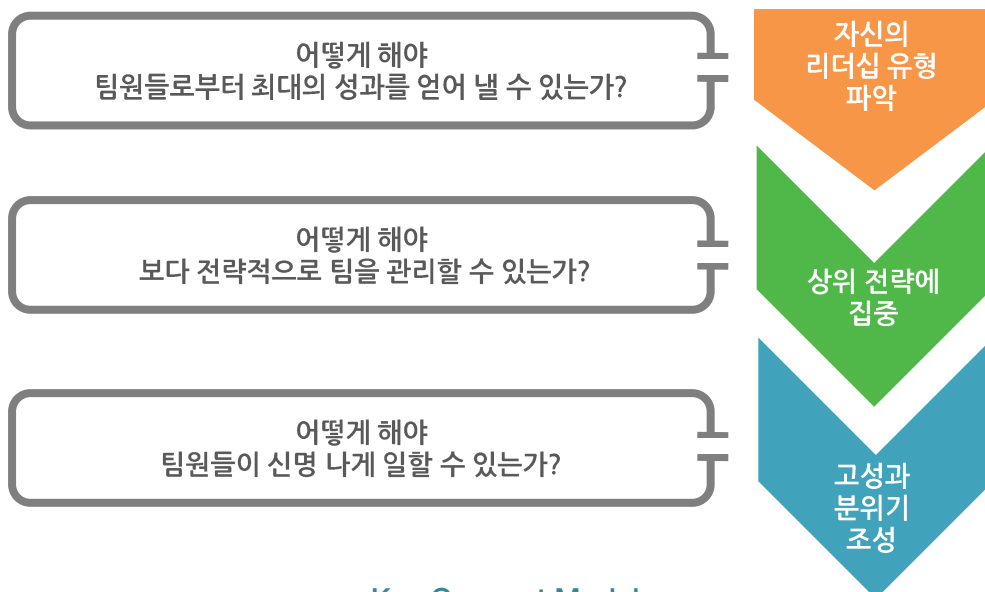 어떻게 해야
팀원들로부터 최대의 성과를 얻어 낼 수 있는가?
자신의
리더십 유형
파악
어떻게 해야
보다 전략적으로 팀을 관리할 수 있는가?
상위 전략에
집중
어떻게 해야
팀원들이 신명 나게 일할 수 있는가?
고성과
분위기
조성